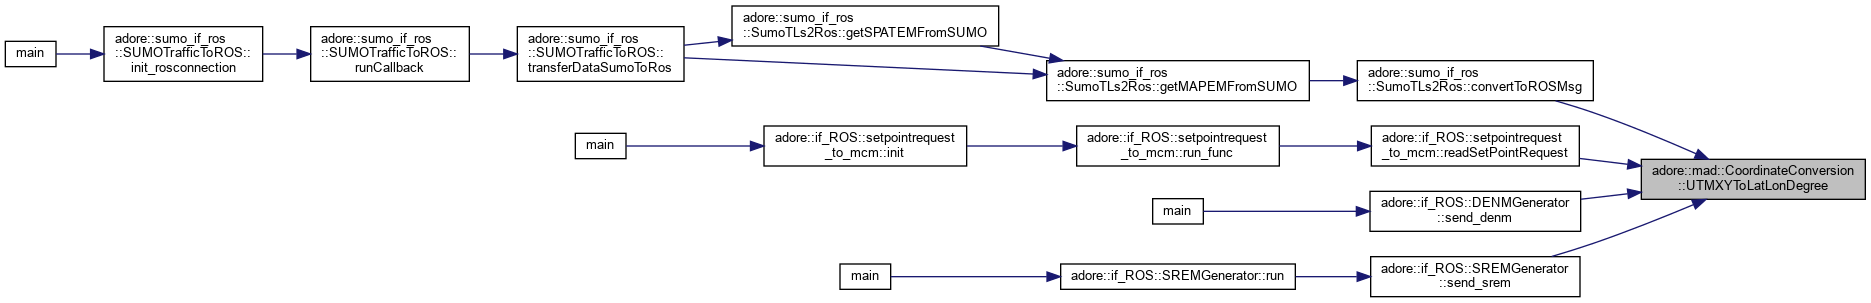 main
adore::sumo_if_ros
::SUMOTrafficToROS::
init_rosconnection
adore::sumo_if_ros
::SUMOTrafficToROS::
runCallback
adore::sumo_if_ros
::SUMOTrafficToROS::
transferDataSumoToRos
adore::sumo_if_ros
::SumoTLs2Ros::getSPATEMFromSUMO
adore::sumo_if_ros
::SumoTLs2Ros::getMAPEMFromSUMO
adore::sumo_if_ros
::SumoTLs2Ros::convertToROSMsg
main
adore::if_ROS::setpointrequest
_to_mcm::init
adore::if_ROS::setpointrequest
_to_mcm::run_func
adore::if_ROS::setpointrequest
_to_mcm::readSetPointRequest
adore::mad::CoordinateConversion
::UTMXYToLatLonDegree
main
adore::if_ROS::DENMGenerator
::send_denm
main
adore::if_ROS::SREMGenerator::run
adore::if_ROS::SREMGenerator
::send_srem